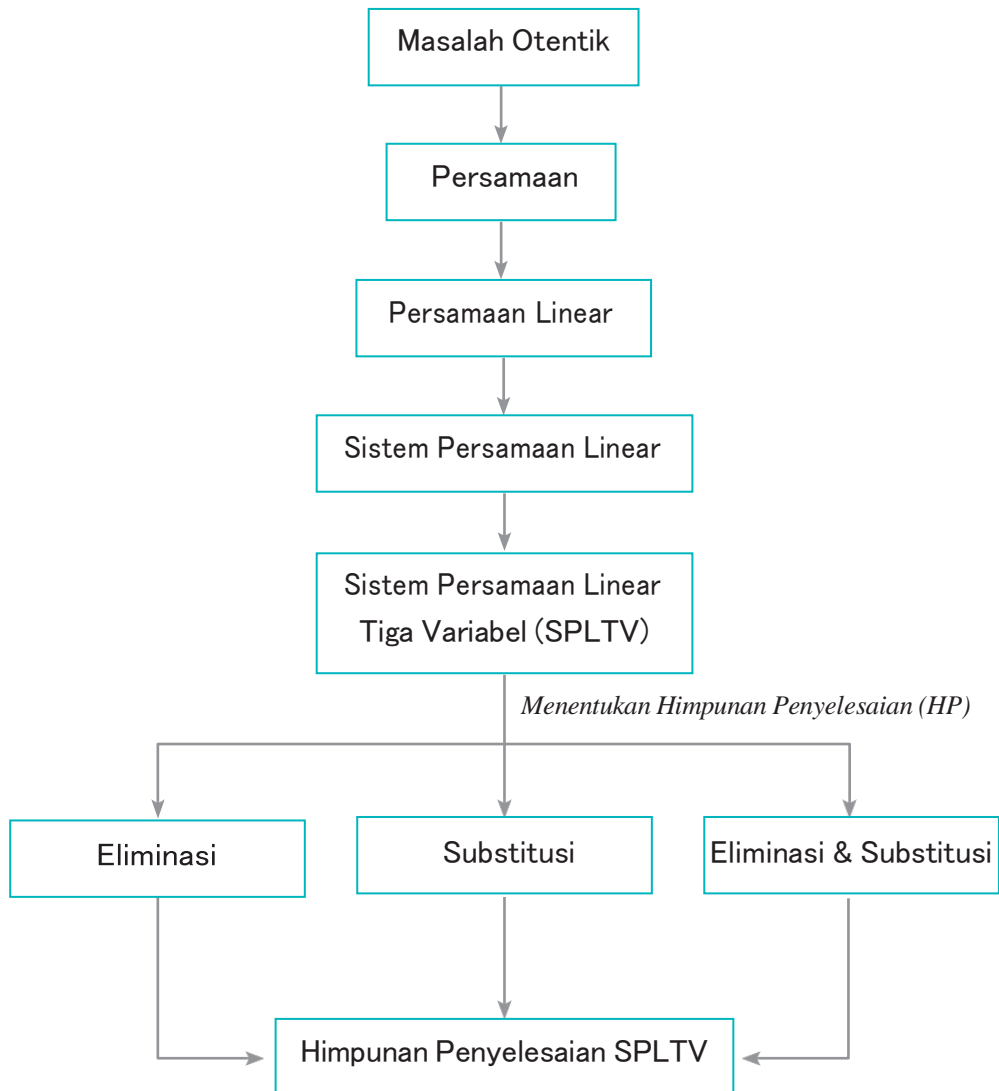 Masalah Otentik
Persamaan
Persamaan Linear
Sistem Persamaan Linear
Sistem Persamaan Linear
Tiga Variabel (SPLTV)
Menentukan Himpunan Penyelesaian (HP)
Eliminasi
Substitusi
Eliminasi & Substitusi
Himpunan Penyelesaian SPLTV